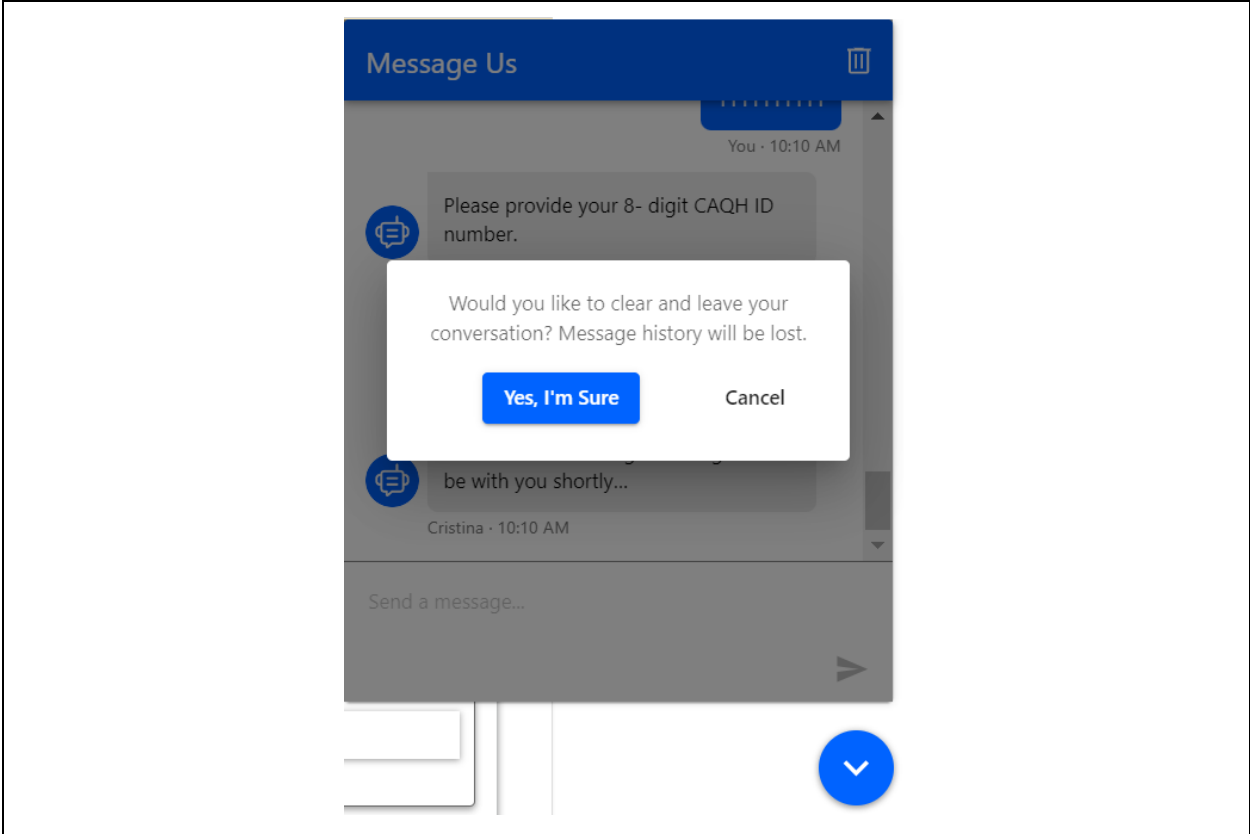 Message Us
You · 10:10 AM
Please provide your 8- digit CAQH ID
number.
Would you like to clear and leave your
conversation? Message history will be lost.
Yes, I'm Sure
Cancel
be with you shortly...
Cristina · 10:10 AM
Send a message...